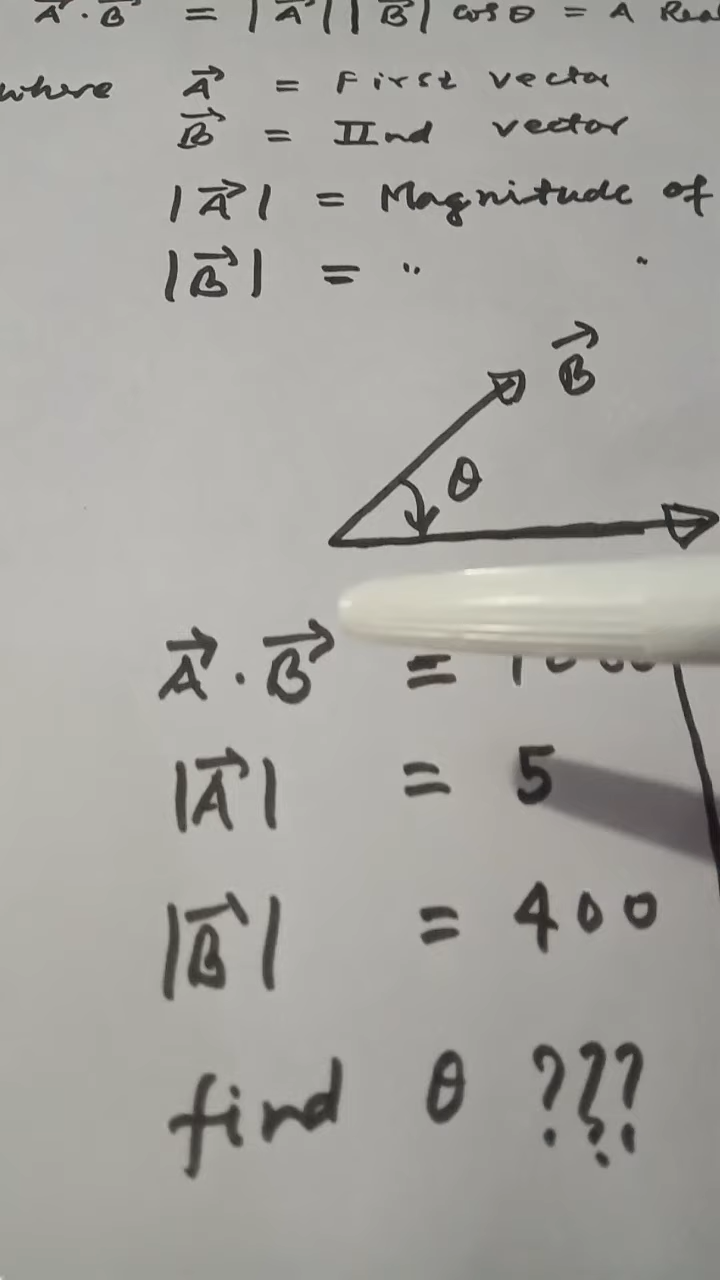 A⃗ · B⃗ = |A⃗| |B⃗| cos θ = A Real
where A⃗ = First vector
B⃗ = IInd vector
|A⃗| = Magnitude of
|B⃗| = " "
B⃗
θ
A⃗ · B⃗ =
|A⃗| = 5
|B⃗| = 400
find θ ???